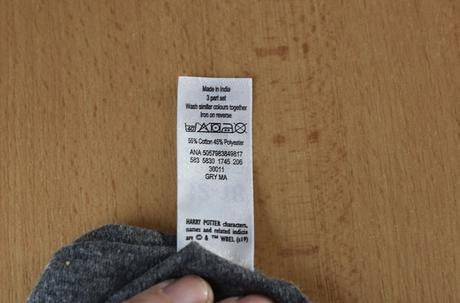 Made in India
3 part set
Wash similar colours together
Iron on reverse
55% Cotton 45% Polyester
ANA 5057983849817
583 5830 1745 206
30011
GRY MA
HARRY POTTER characters,
names and related indicia
are © & ™ WBEI. (s19)